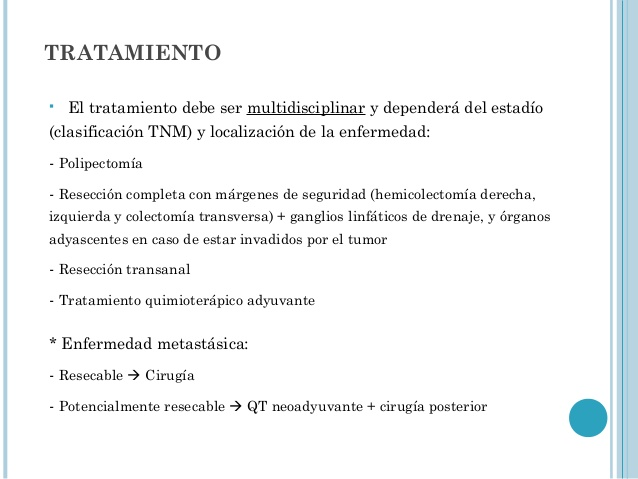 TRATAMIENTO
▪ El tratamiento debe ser multidisciplinar y dependerá del estadío
(clasificación TNM) y localización de la enfermedad:
- Polipectomía
- Resección completa con márgenes de seguridad (hemicolectomía derecha,
izquierda y colectomía transversa) + ganglios linfáticos de drenaje, y órganos
adyascentes en caso de estar invadidos por el tumor
- Resección transanal
- Tratamiento quimioterápico adyuvante
* Enfermedad metastásica:
- Resecable → Cirugía
- Potencialmente resecable → QT neoadyuvante + cirugía posterior